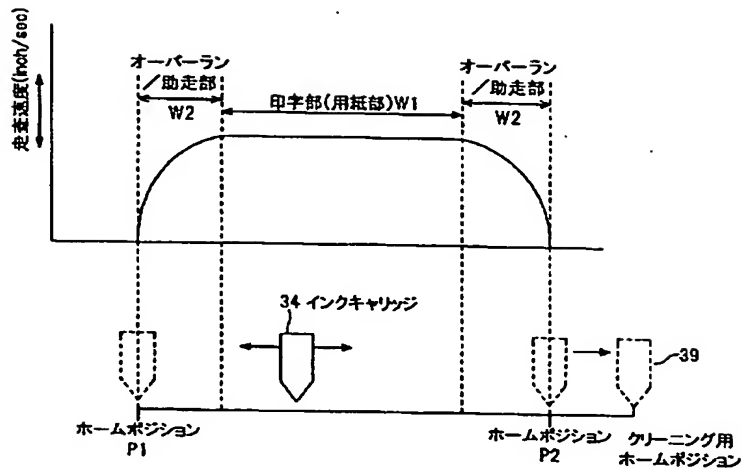 走査速度(inch/sec)
オーバーラン
/助走部
W2
印字部(用紙部)W1
オーバーラン
/助走部
W2
34 インクキャリッジ
39
ホームポジション
P1
ホームポジション
P2
クリーニング用
ホームポジション